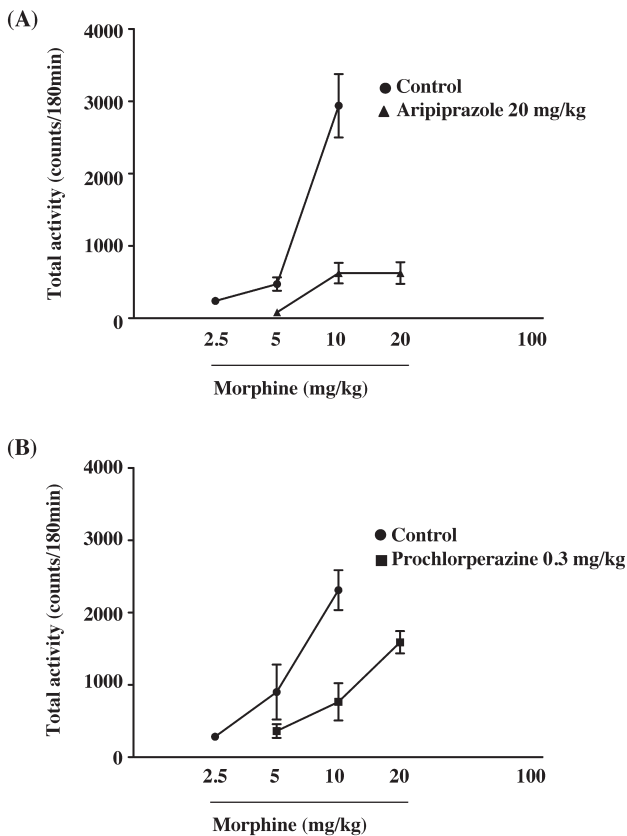 (A)
Total activity (counts/180min)
4000
3000
2000
1000
0
Control
Aripiprazole 20 mg/kg
2.5 5 10 20 100
Morphine (mg/kg)
(B)
Total activity (counts/180min)
4000
3000
2000
1000
0
Control
Prochlorperazine 0.3 mg/kg
2.5 5 10 20 100
Morphine (mg/kg)